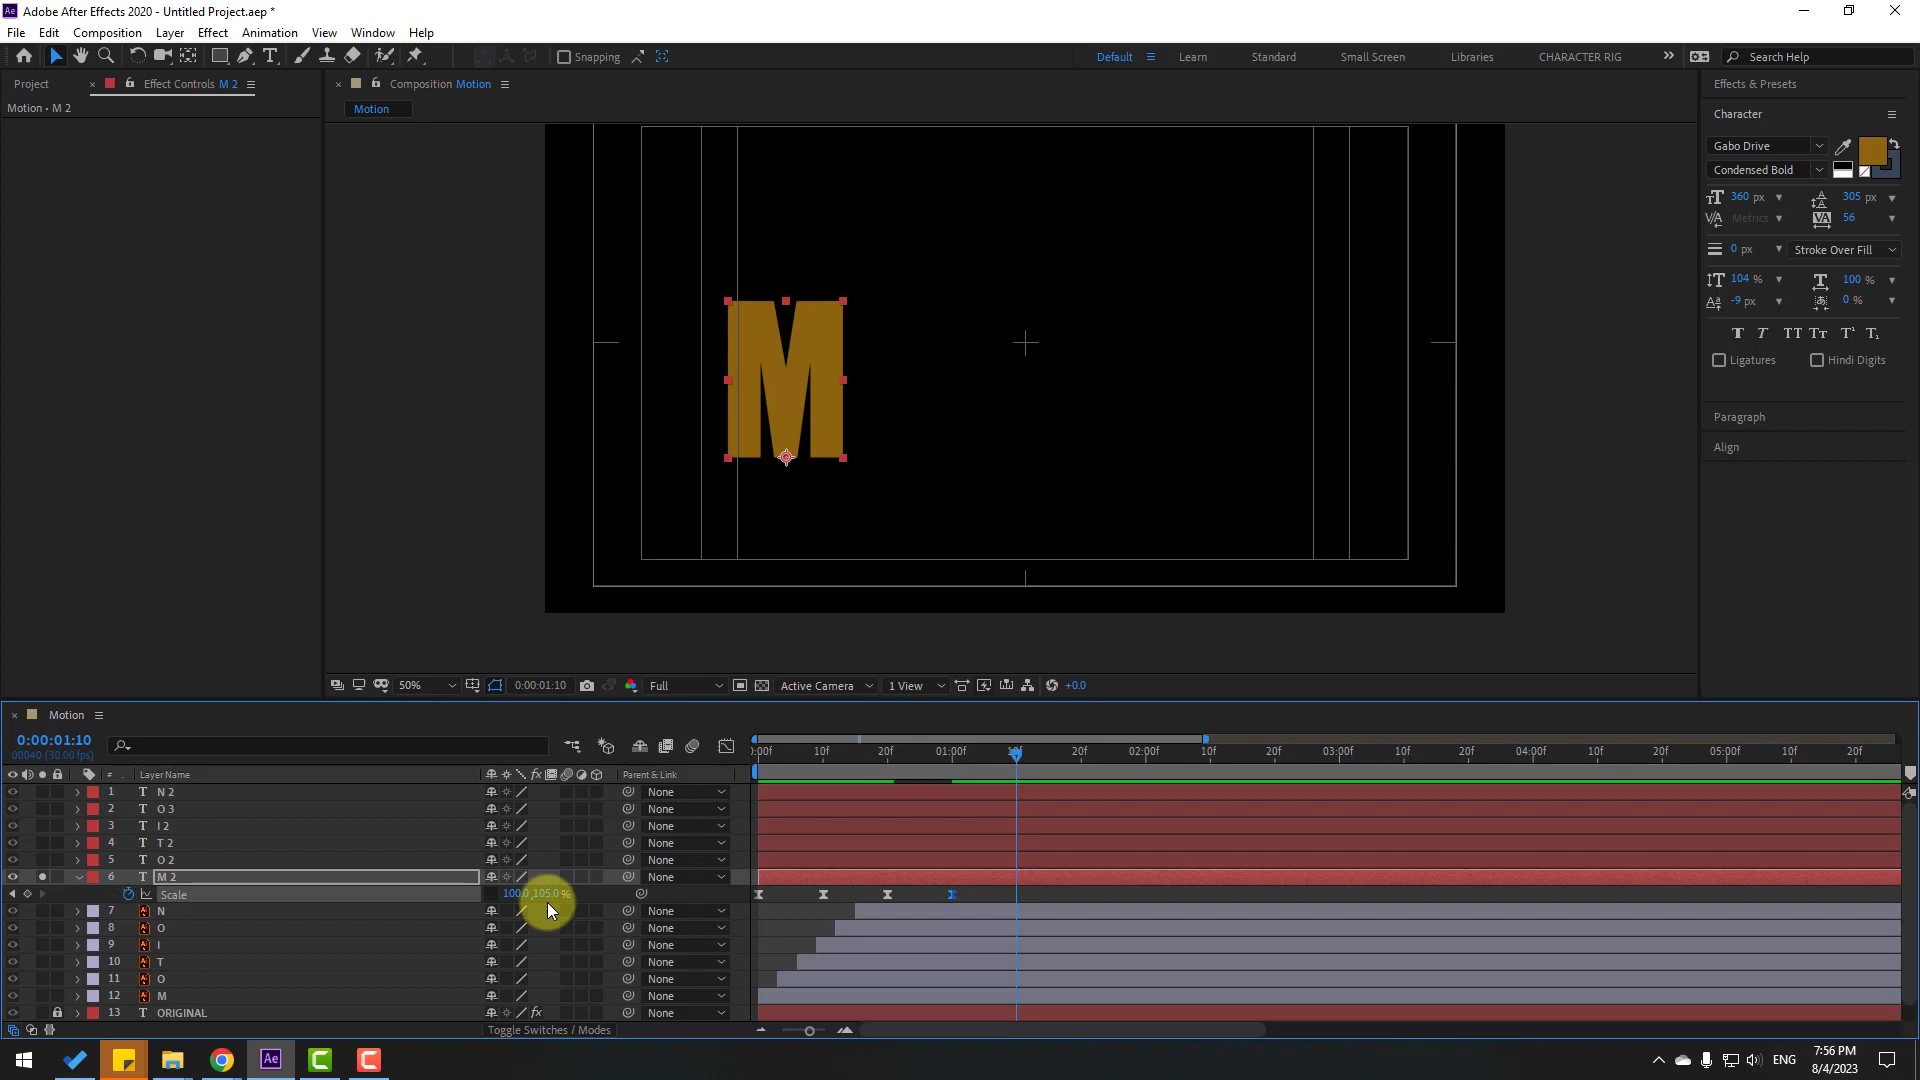 Adobe After Effects 2020 - Untitled Project.aep *
File Edit Composition Layer Effect Animation View Window Help
Snapping Default Learn Standard Small Screen Libraries CHARACTER RIG Search Help
Project Effect Controls M 2
Motion • M 2
Composition Motion
Motion
Effects & Presets
Character
Gabo Drive
Condensed Bold
360 px 305 px
Metrics 56
0 px Stroke Over Fill
104 % 100 %
-9 px 0 %
Ligatures Hindi Digits
Paragraph
Align
M
50% 0:00:01:10 Full Active Camera 1 View +0.0
Motion
0:00:01:10
00040 (30.00 fps)
# Layer Name Parent & Link
:00f 10f 20f 01:00f 10f 20f 02:00f 10f 20f 03:00f 10f 20f 04:00f 10f 20f 05:00f 10f 20f
1 T N 2 None
2 T O 3 None
3 T I 2 None
4 T T 2 None
5 T O 2 None
6 T M 2 None
Scale 100.0,105.0 %
7 N None
8 O None
9 I None
10 T None
11 O None
12 M None
13 T ORIGINAL None
Toggle Switches / Modes
ENG 7:56 PM
8/4/2023